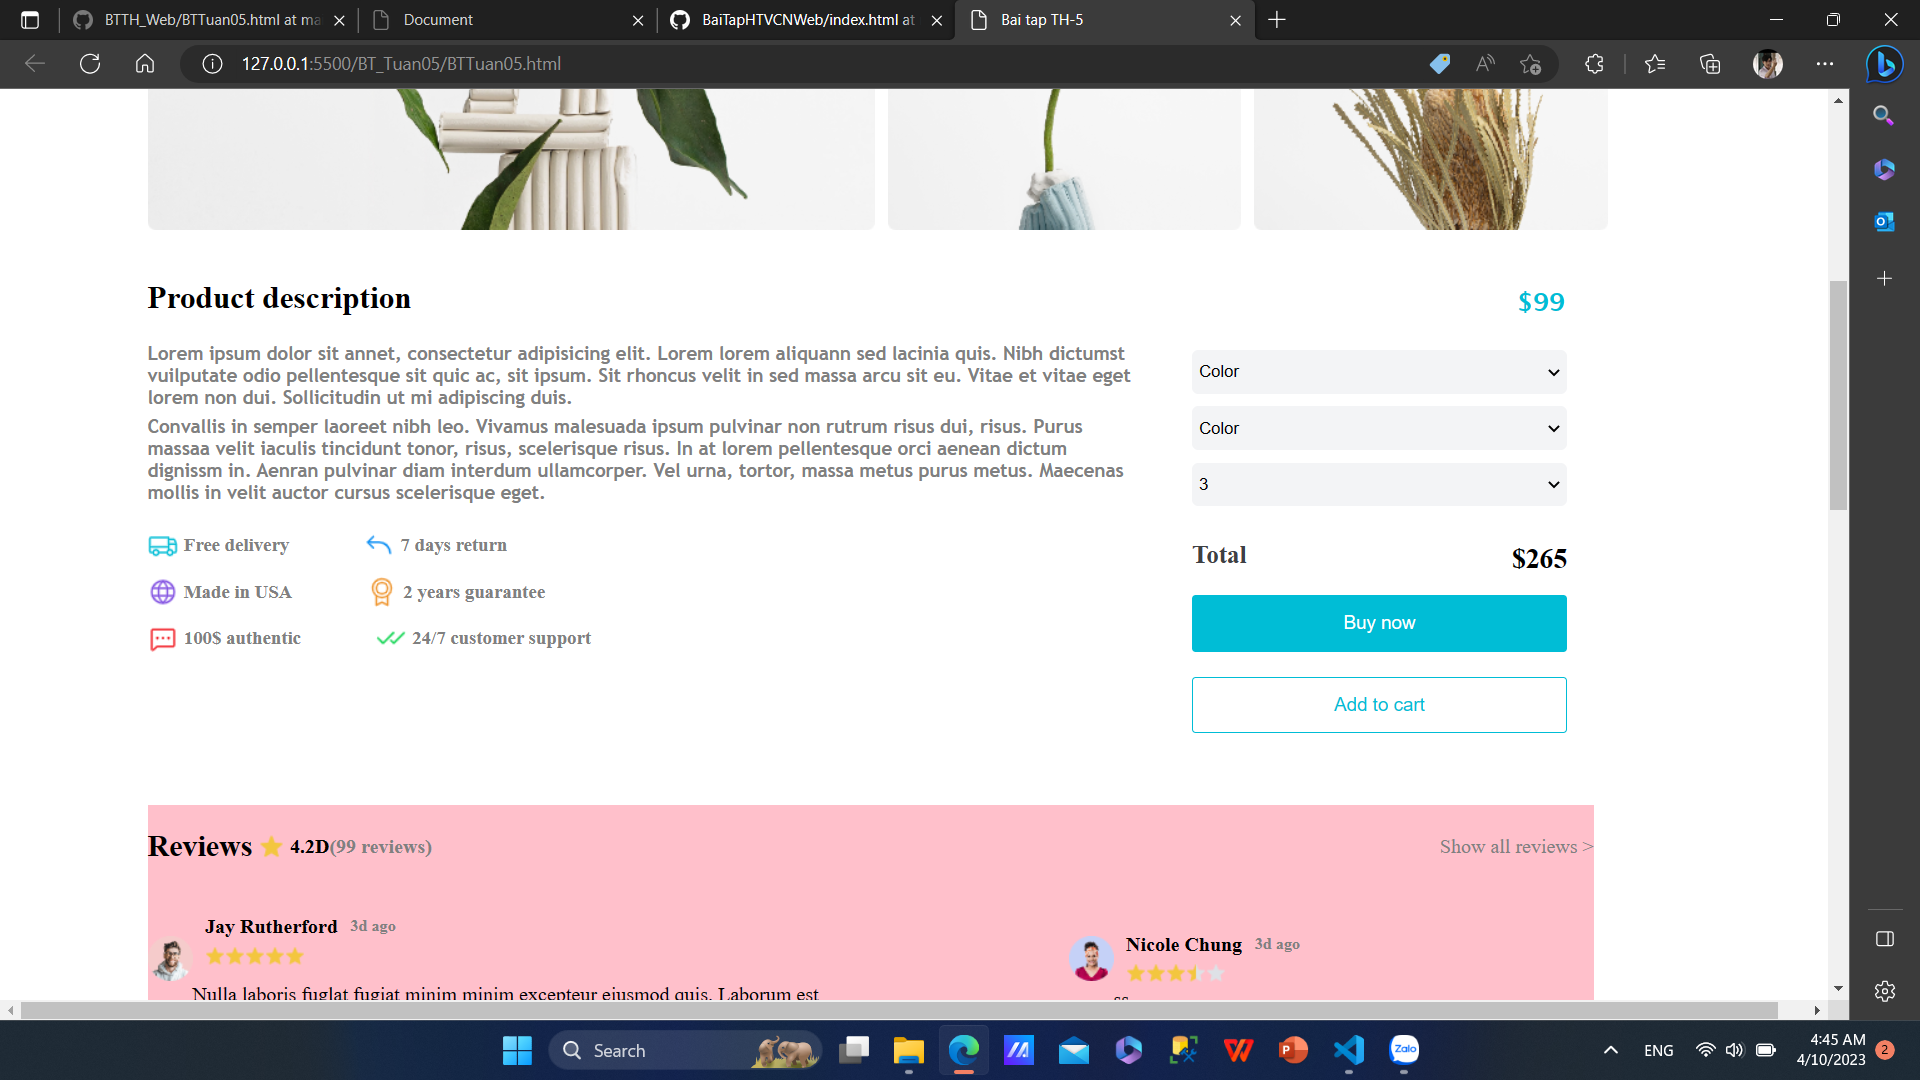 BTTH_Web/BTTuan05.html at ma
Document
BaiTapHTVCNWeb/index.html at
Bai tap TH-5
127.0.0.1:5500/BT_Tuan05/BTTuan05.html
Product description
$99
Lorem ipsum dolor sit annet, consectetur adipisicing elit. Lorem lorem aliquann sed lacinia quis. Nibh dictumst
vuilputate odio pellentesque sit quic ac, sit ipsum. Sit rhoncus velit in sed massa arcu sit eu. Vitae et vitae eget
lorem non dui. Sollicitudin ut mi adipiscing duis.
Convallis in semper laoreet nibh leo. Vivamus malesuada ipsum pulvinar non rutrum risus dui, risus. Purus
massaa velit iaculis tincidunt tonor, risus, scelerisque risus. In at lorem pellentesque orci aenean dictum
dignissm in. Aenran pulvinar diam interdum ullamcorper. Vel urna, tortor, massa metus purus metus. Maecenas
mollis in velit auctor cursus scelerisque eget.
Color
Color
3
Free delivery
7 days return
Made in USA
2 years guarantee
100$ authentic
24/7 customer support
Total
$265
Buy now
Add to cart
Reviews 4.2D(99 reviews)
Show all reviews >
Jay Rutherford 3d ago
Nicole Chung 3d ago
Nulla laboris fuglat fugiat minim minim excepteur eiusmod quis. Laborum est
Search
Zalo
ENG
4:45 AM
4/10/2023
2